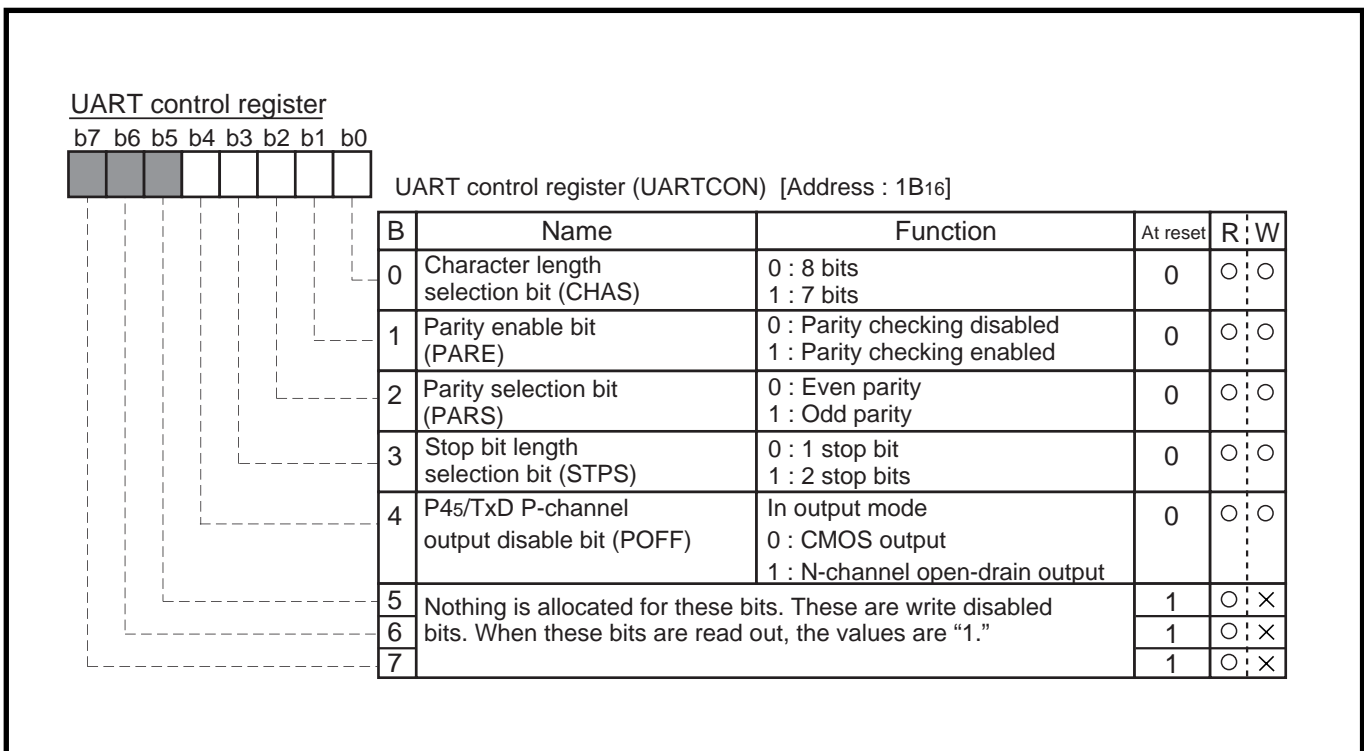 UART control register
b7 b6 b5 b4 b3 b2 b1 b0
UART control register (UARTCON) [Address : 1B16]
B Name Function At reset R W
0 Character length selection bit (CHAS) 0 : 8 bits 1 : 7 bits 0 ○ ○
1 Parity enable bit (PARE) 0 : Parity checking disabled 1 : Parity checking enabled 0 ○ ○
2 Parity selection bit (PARS) 0 : Even parity 1 : Odd parity 0 ○ ○
3 Stop bit length selection bit (STPS) 0 : 1 stop bit 1 : 2 stop bits 0 ○ ○
4 P45/TxD P-channel output disable bit (POFF) In output mode 0 : CMOS output 1 : N-channel open-drain output 0 ○ ○
5 Nothing is allocated for these bits. These are write disabled 1 ○ ×
6 bits. When these bits are read out, the values are “1.” 1 ○ ×
7 1 ○ ×